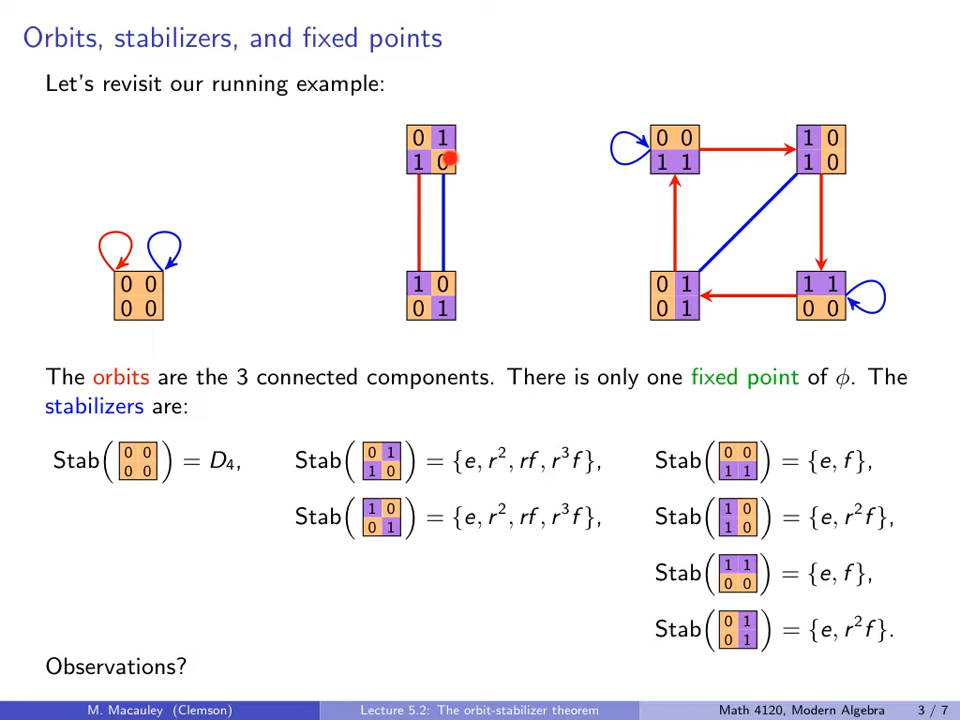 Orbits, stabilizers, and fixed points
Let's revisit our running example:
0 0
0 0
0 1
1 0
1 0
0 1
0 0
1 1
1 0
1 0
0 1
0 1
1 1
0 0
The orbits are the 3 connected components. There is only one fixed point of ϕ. The
stabilizers are:
Stab(0 0
0 0) = D₄,
Stab(0 1
1 0) = {e, r², rf, r³f},
Stab(1 0
0 1) = {e, r², rf, r³f},
Stab(0 0
1 1) = {e, f},
Stab(1 0
1 0) = {e, r²f},
Stab(1 1
0 0) = {e, f},
Stab(0 1
0 1) = {e, r²f}.
Observations?
M. Macauley (Clemson)
Lecture 5.2: The orbit-stabilizer theorem
Math 4120, Modern Algebra
3 / 7